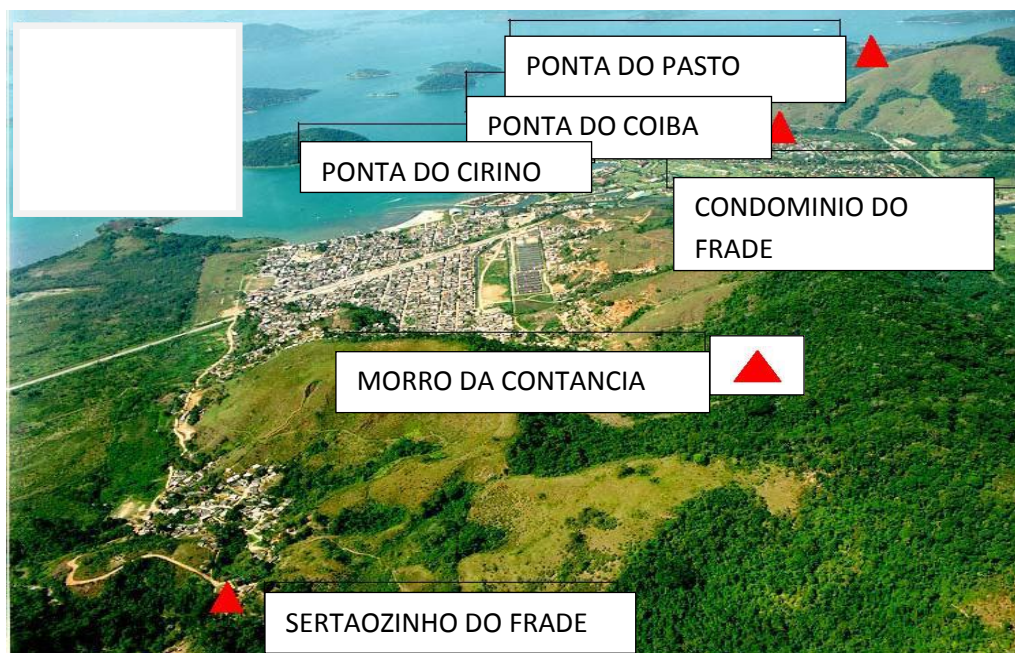 PONTA DO PASTO
PONTA DO COIBA
PONTA DO CIRINO
CONDOMINIO DO
FRADE
MORRO DA CONTANCIA
SERTAOZINHO DO FRADE